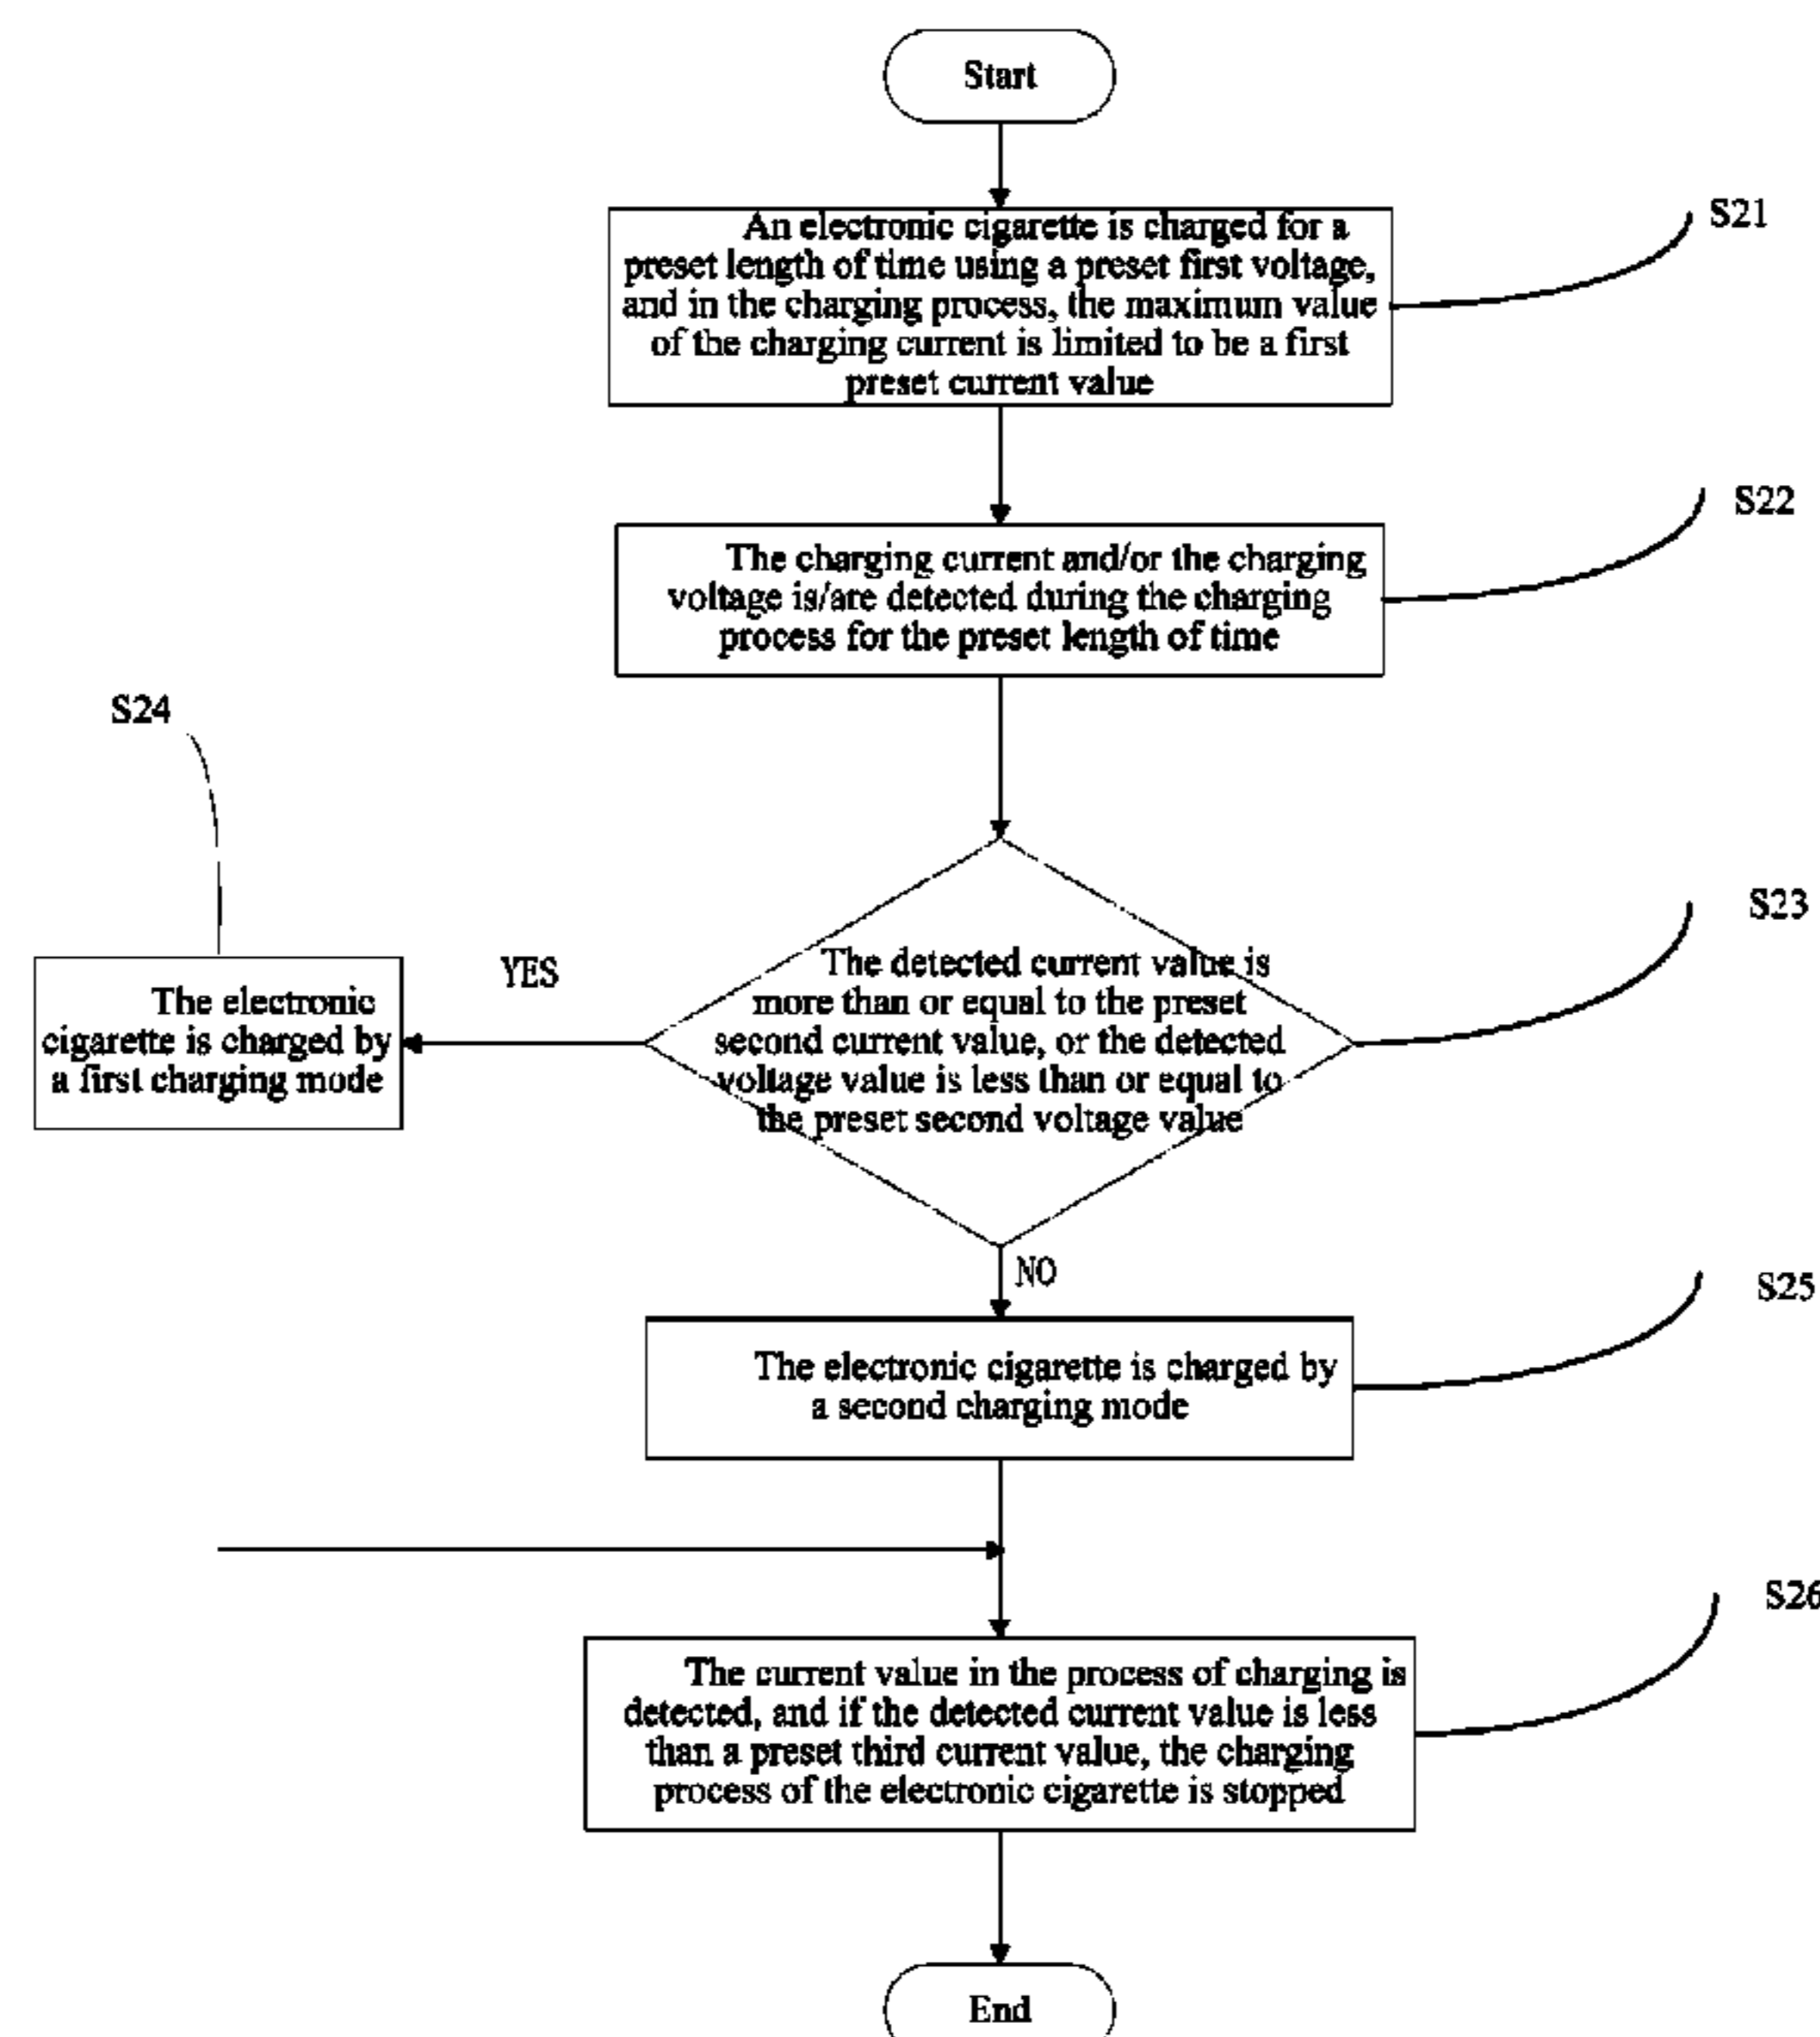 Start
An electronic cigarette is charged for a
preset length of time using a preset first voltage,
and in the charging process, the maximum value
of the charging current is limited to be a first
preset current value
S21
The charging current and/or the charging
voltage is/are detected during the charging
process for the preset length of time
S22
S24
The electronic
cigarette is charged by
a first charging mode
YES
The detected current value is
more than or equal to the preset
second current value, or the detected
voltage value is less than or equal to
the preset second voltage value
S23
NO
The electronic cigarette is charged by
a second charging mode
S25
The current value in the process of charging is
detected, and if the detected current value is less
than a preset third current value, the charging
process of the electronic cigarette is stopped
S26
End